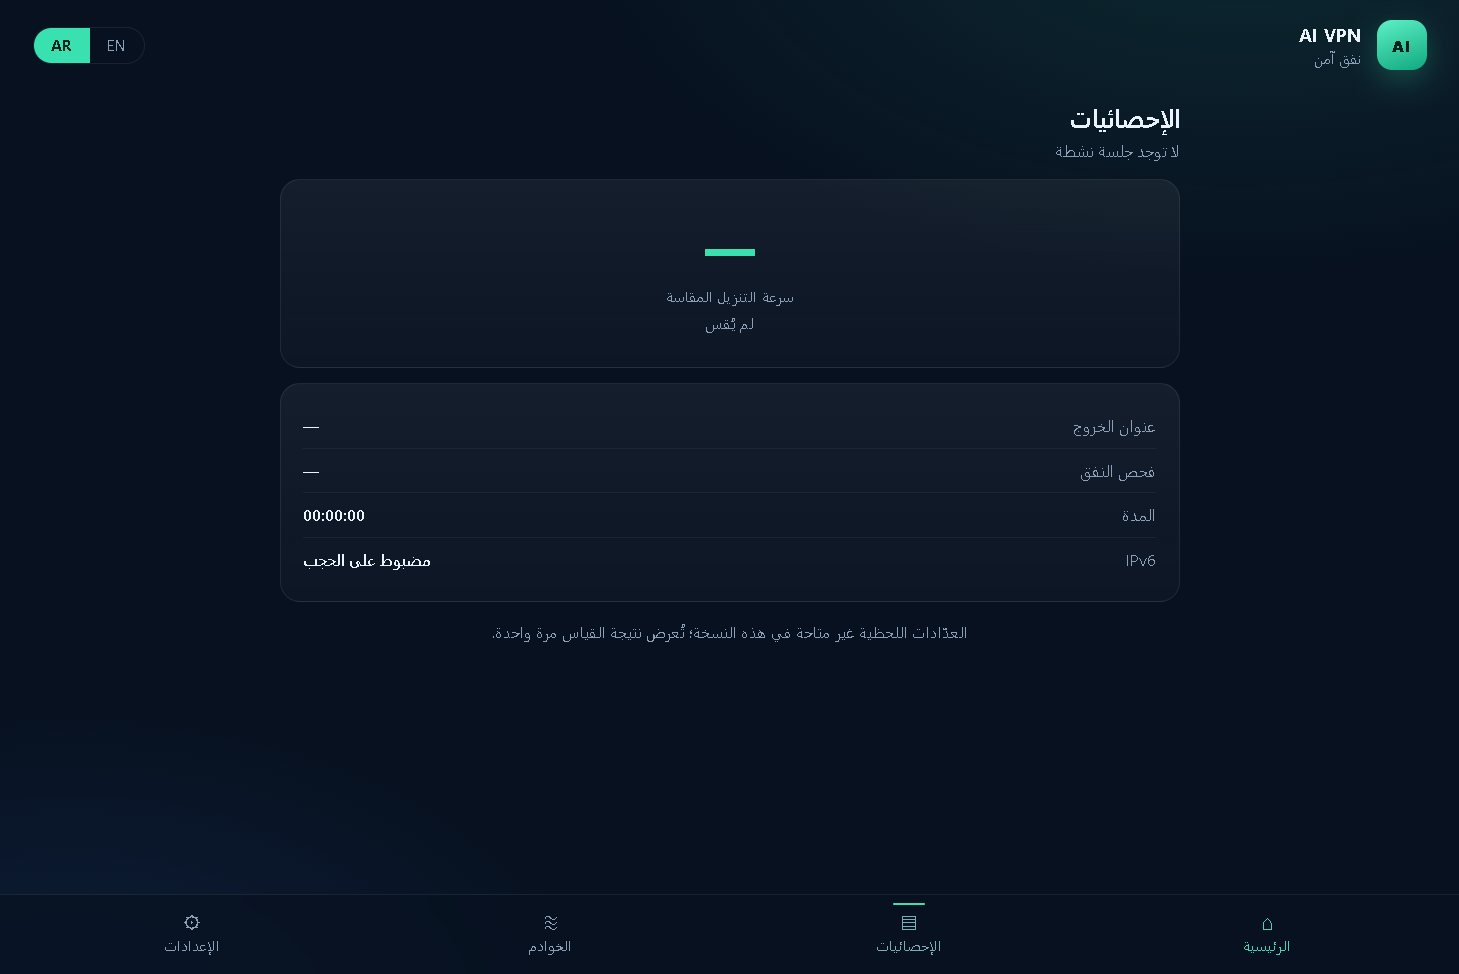 AI
AI VPN
نفق آمن
AR EN
الإحصائيات
لا توجد جلسة نشطة
—
سرعة التنزيل المقاسة
لم يُقس
عنوان الخروج —
فحص النفق —
المدة 00:00:00
IPv6 مضبوط على الحجب
العدّادات اللحظية غير متاحة في هذه النسخة؛ تُعرض نتيجة القياس مرة واحدة.
الرئيسية
الإحصائيات
الخوادم
الإعدادات